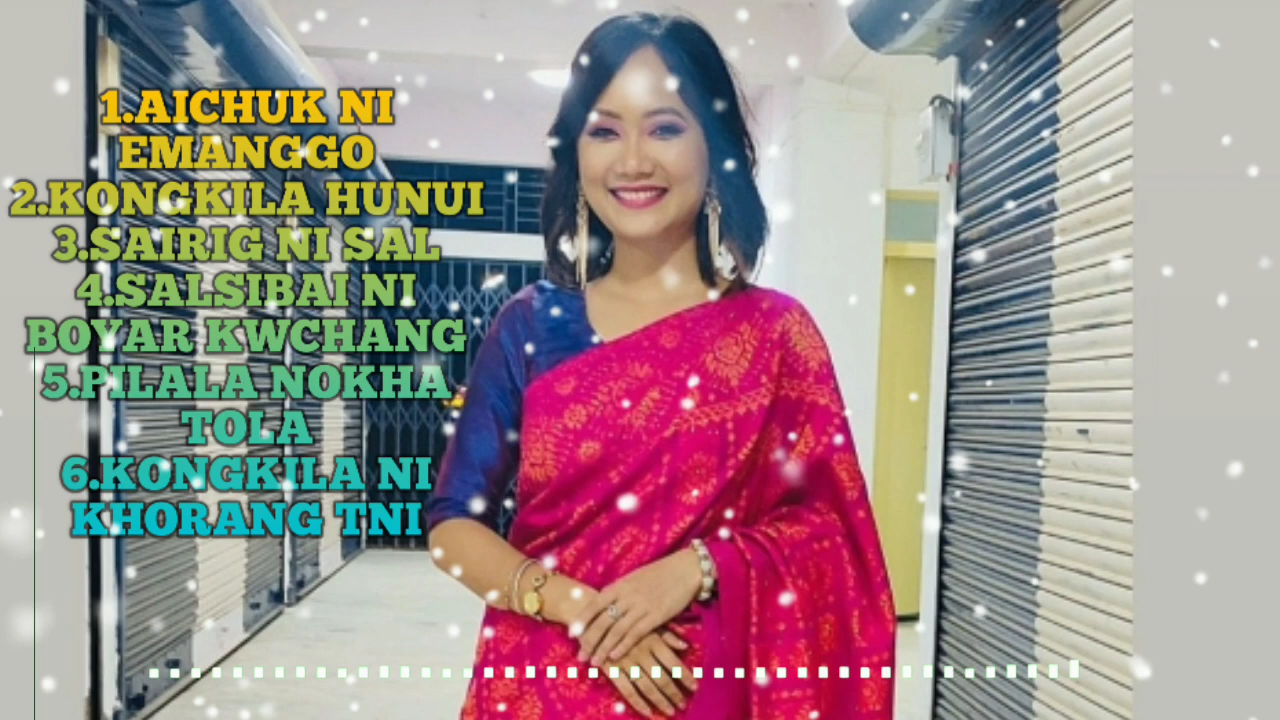 1.AICHUK NI
EMANGGO
2.KONGKILA HUNUI
3.SAIRIG NI SAL
4.SALSIBAI NI
BOYAR KWCHANG
5.PILALA NOKHA
TOLA
6.KONGKILA NI
KHORANG TNI